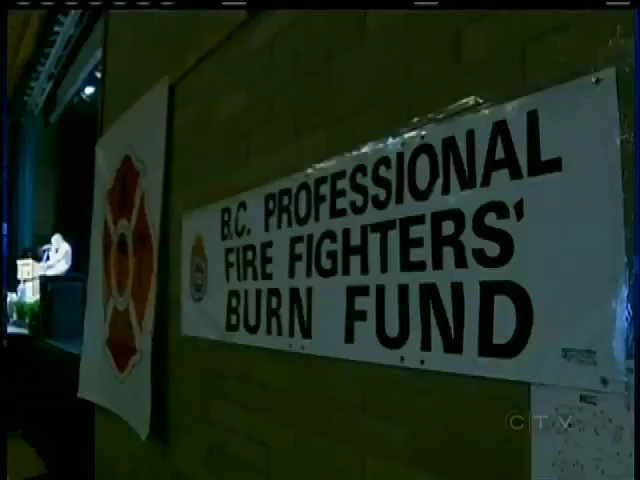 B.C. PROFESSIONAL
FIRE FIGHTERS'
BURN FUND
CTV